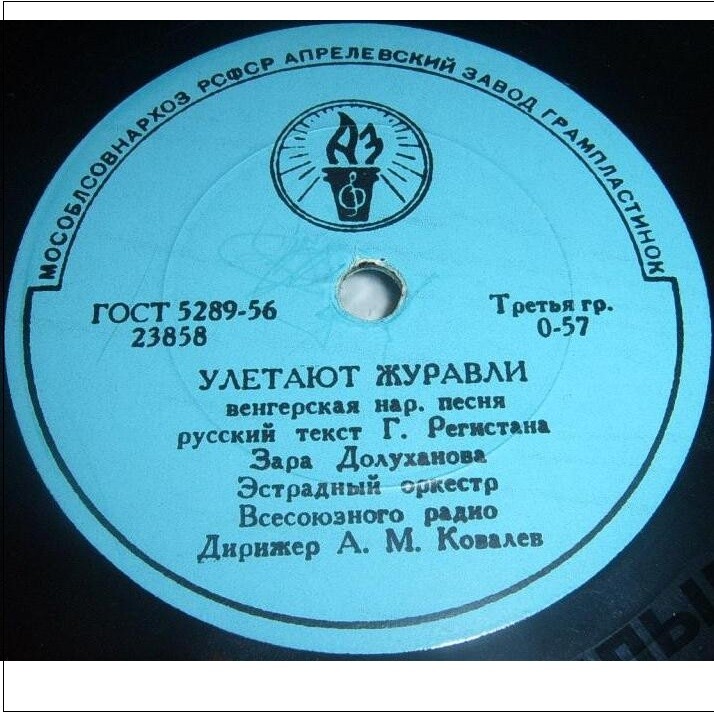 МОСОБЛСОВНАРХОЗ РСФСР АПРЕЛЕВСКИЙ ЗАВОД ГРАМПЛАСТИНОК
АЗ
ГОСТ 5289-56
23858
Третья гр.
0-57
УЛЕТАЮТ ЖУРАВЛИ
венгерская нар. песня
русский текст Г. Регистана
Зара Долуханова
Эстрадный оркестр
Всесоюзного радио
Дирижер А. М. Ковалев